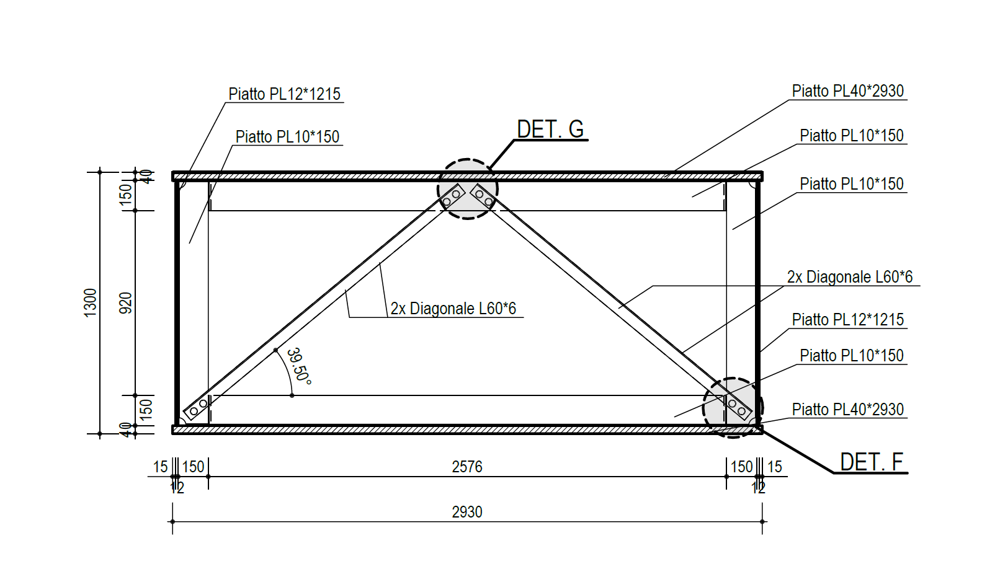 Piatto PL12*1215
Piatto PL40*2930
DET. G
Piatto PL10*150
Piatto PL10*150
40
150
Piatto PL10*150
2x Diagonale L60*6
1300
920
2x Diagonale L60*6
Piatto PL12*1215
39.50°
Piatto PL10*150
150
Piatto PL40*2930
40
DET. F
15
150
2576
150
15
12
12
2930